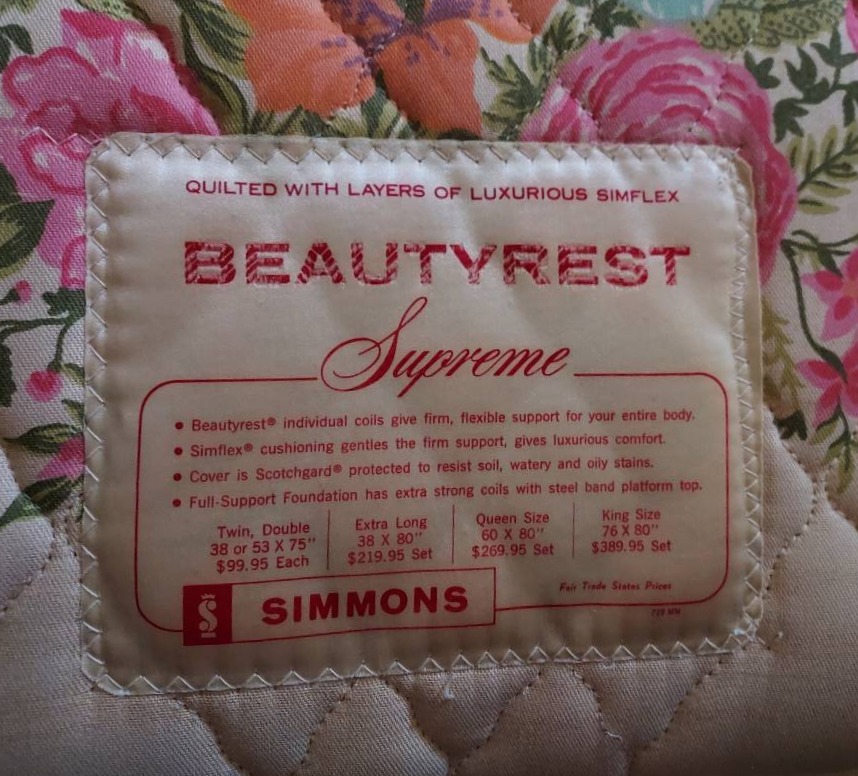 QUILTED WITH LAYERS OF LUXURIOUS SIMFLEX
BEAUTYREST
Supreme
• Beautyrest® individual coils give firm, flexible support for your entire body.
• Simflex® cushioning gentles the firm support, gives luxurious comfort.
• Cover is Scotchgard® protected to resist soil, watery and oily stains.
• Full-Support Foundation has extra strong coils with steel band platform top.
Twin, Double
38 or 53 X 75"
$99.95 Each
Extra Long
38 X 80"
$219.95 Set
Queen Size
60 X 80"
$269.95 Set
King Size
76 X 80"
$389.95 Set
Fair Trade States Prices
S SIMMONS